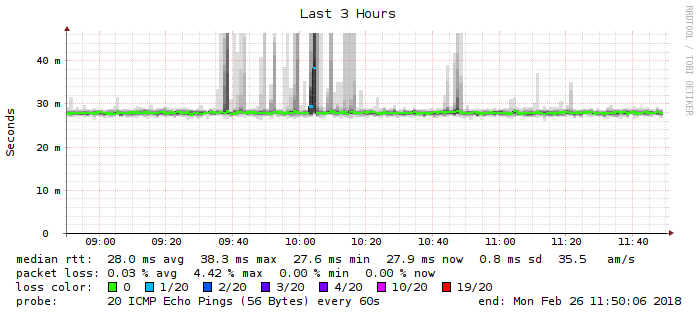 Last 3 Hours
RRDTOOL / TOBI OETIKER
Seconds
40 m
30 m
20 m
10 m
0
09:00 09:20 09:40 10:00 10:20 10:40 11:00 11:20 11:40
median rtt: 28.0 ms avg 38.3 ms max 27.6 ms min 27.9 ms now 0.8 ms sd 35.5 am/s
packet loss: 0.03 % avg 4.42 % max 0.00 % min 0.00 % now
loss color: 0 1/20 2/20 3/20 4/20 10/20 19/20
probe: 20 ICMP Echo Pings (56 Bytes) every 60s end: Mon Feb 26 11:50:06 2018